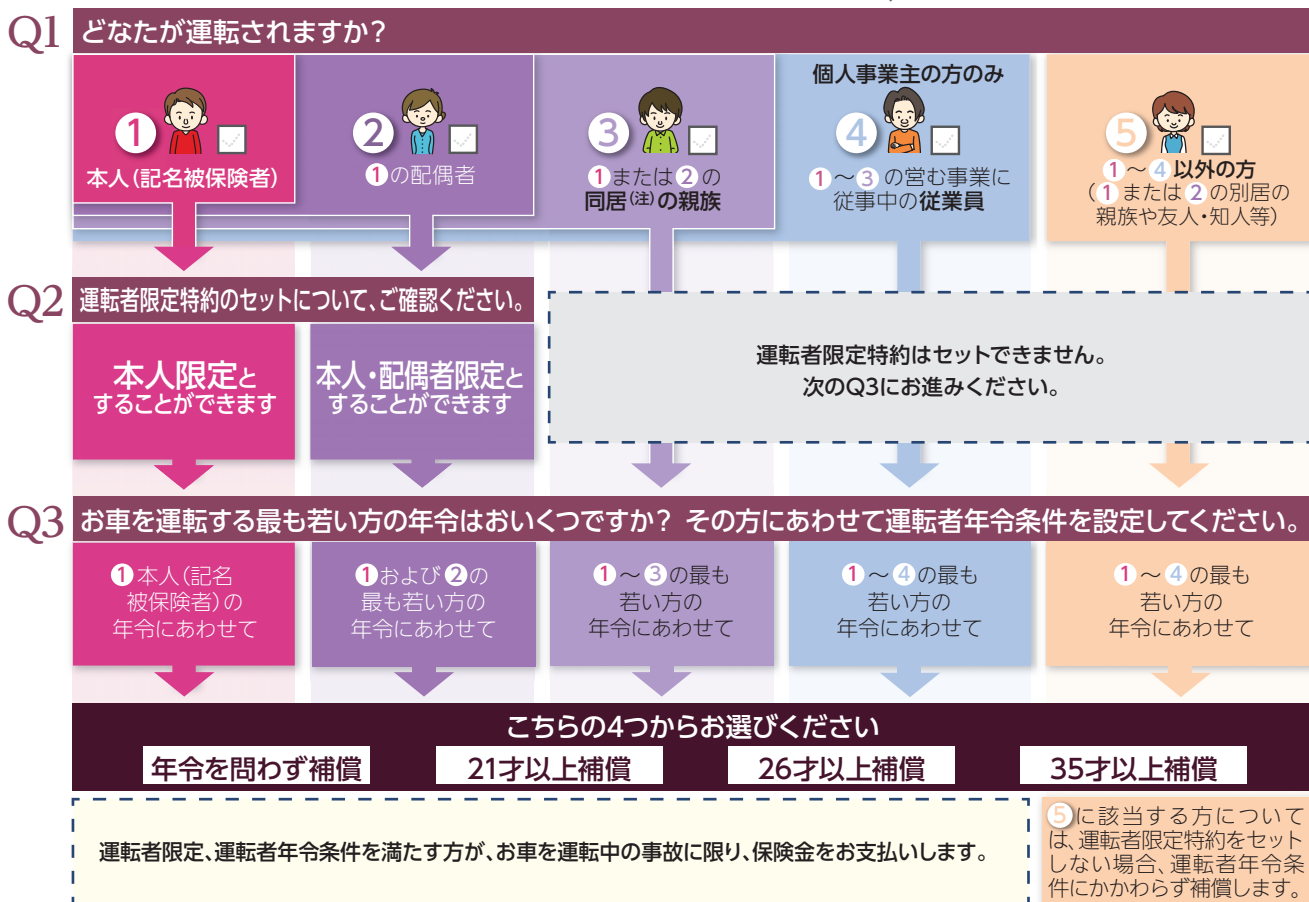 Q1 どなたが運転されますか?
1
本人(記名被保険者)
2
1の配偶者
3
1または2の
同居(注)の親族
個人事業主の方のみ
4
1～3の営む事業に
従事中の従業員
5
1～4以外の方
(1または2の別居の
親族や友人・知人等)
Q2 運転者限定特約のセットについて、ご確認ください。
本人限定と
することができます
本人・配偶者限定と
することができます
運転者限定特約はセットできません。
次のQ3にお進みください。
Q3 お車を運転する最も若い方の年令はおいくつですか? その方にあわせて運転者年令条件を設定してください。
1本人(記名
被保険者)の
年令にあわせて
1および2の
最も若い方の
年令にあわせて
1～3の最も
若い方の
年令にあわせて
1～4の最も
若い方の
年令にあわせて
1～4の最も
若い方の
年令にあわせて
こちらの4つからお選びください
年令を問わず補償
21才以上補償
26才以上補償
35才以上補償
運転者限定、運転者年令条件を満たす方が、お車を運転中の事故に限り、保険金をお支払いします。
5に該当する方について
は、運転者限定特約をセット
しない場合、運転者年令条
件にかかわらず補償します。